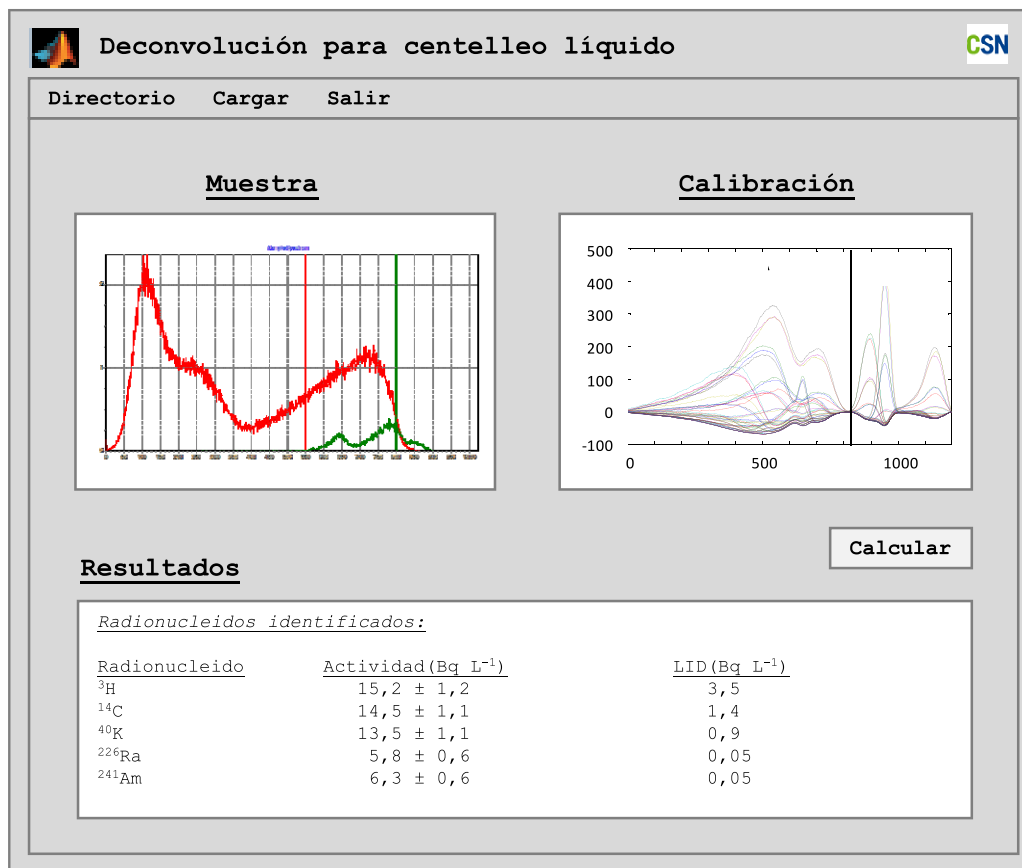 Deconvolución para centelleo líquido
CSN
Directorio Cargar Salir
Muestra
Calibración
500
400
300
200
100
0
-100
0 500 1000
Calcular
Resultados
Radionucleidos identificados:
Radionucleido Actividad(Bq L⁻¹) LID(Bq L⁻¹)
³H 15,2 ± 1,2 3,5
¹⁴C 14,5 ± 1,1 1,4
⁴⁰K 13,5 ± 1,1 0,9
²²⁶Ra 5,8 ± 0,6 0,05
²⁴¹Am 6,3 ± 0,6 0,05